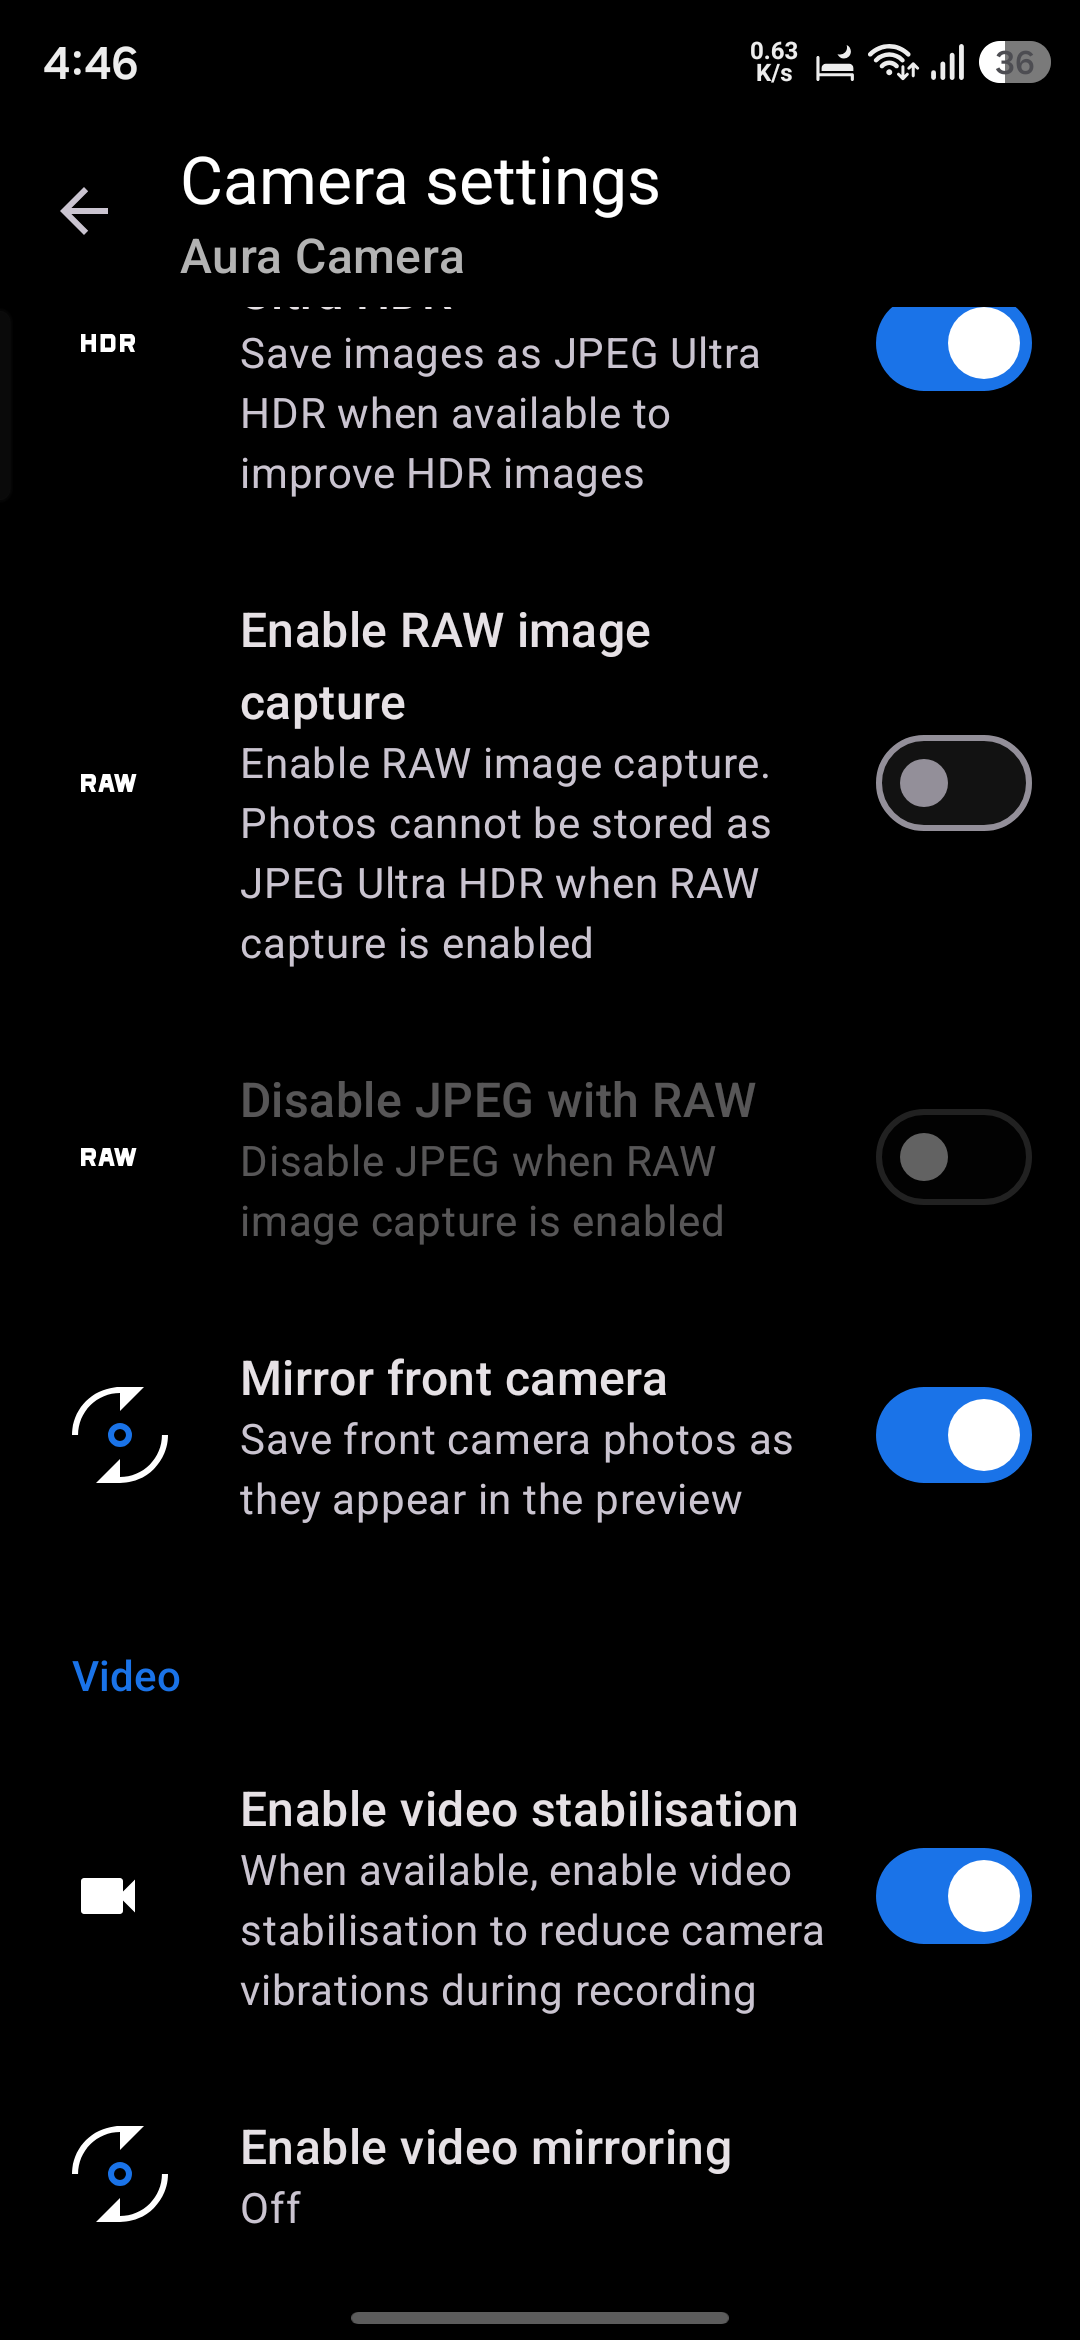 4:46
0.63
K/s
36
Camera settings
Aura Camera
Ultra HDR
HDR
Save images as JPEG Ultra
HDR when available to
improve HDR images
Enable RAW image
capture
RAW
Enable RAW image capture.
Photos cannot be stored as
JPEG Ultra HDR when RAW
capture is enabled
Disable JPEG with RAW
RAW
Disable JPEG when RAW
image capture is enabled
Mirror front camera
Save front camera photos as
they appear in the preview
Video
Enable video stabilisation
When available, enable video
stabilisation to reduce camera
vibrations during recording
Enable video mirroring
Off